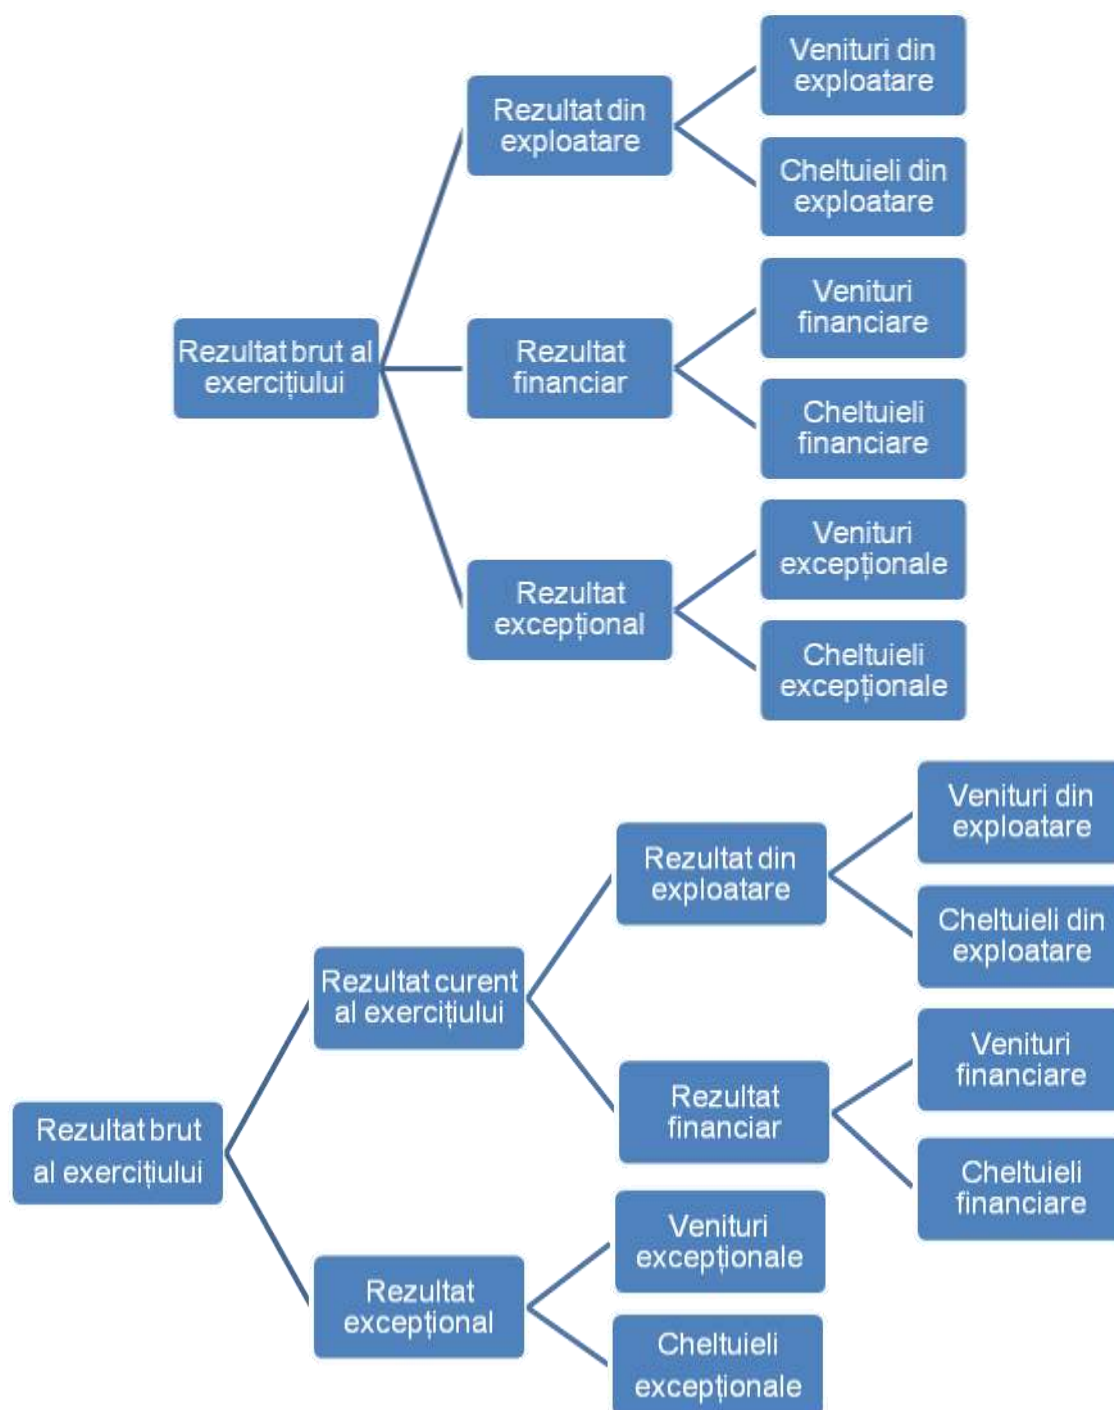 Venituri din
exploatare
Rezultat din
exploatare
Cheltuieli din
exploatare
Venituri
financiare
Rezultat brut al
exercițiului
Rezultat
financiar
Cheltuieli
financiare
Venituri
excepționale
Rezultat
excepțional
Cheltuieli
excepționale
Venituri din
exploatare
Rezultat din
exploatare
Cheltuieli din
exploatare
Rezultat curent
al exercițiului
Venituri
financiare
Rezultat
financiar
Rezultat brut
al exercițiului
Cheltuieli
financiare
Venituri
excepționale
Rezultat
excepțional
Cheltuieli
excepționale